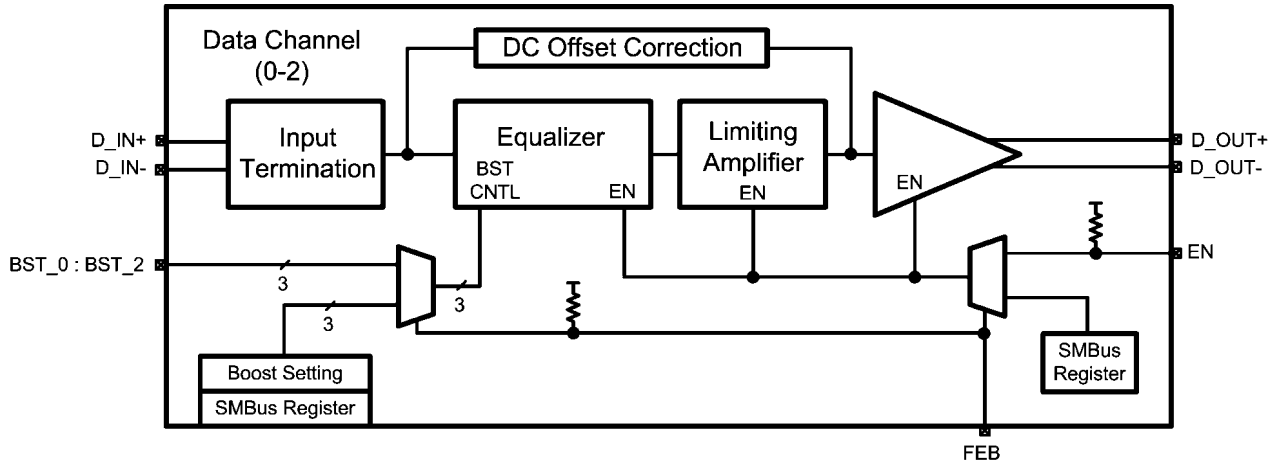 Data Channel
(0-2)
DC Offset Correction
D_IN+
D_IN-
Input
Termination
Equalizer
BST
CNTL
EN
Limiting
Amplifier
EN
EN
D_OUT+
D_OUT-
BST_0 : BST_2
3
3
3
EN
Boost Setting
SMBus Register
SMBus
Register
FEB